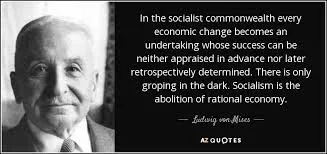 In the socialist commonwealth every
economic change becomes an
undertaking whose success can be
neither appraised in advance nor later
retrospectively determined. There is only
groping in the dark. Socialism is the
abolition of rational economy.
Ludwig von Mises
AZ QUOTES